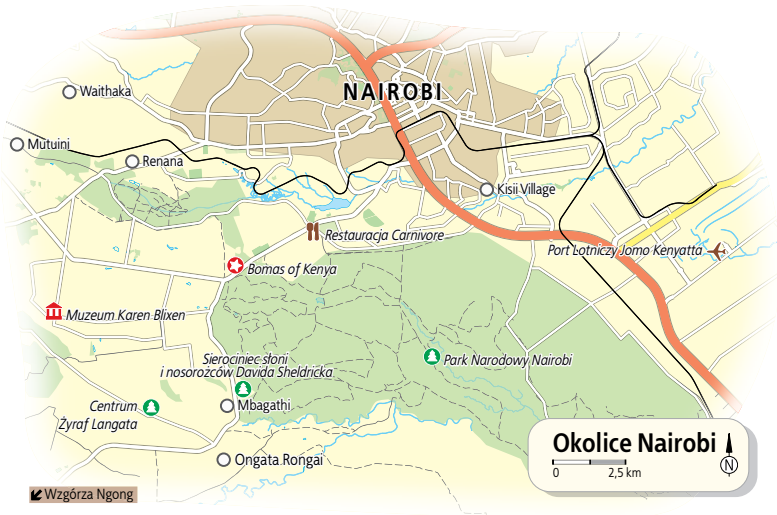 NAIROBI
Waithaka
Mutuini
Renana
Kisii Village
Restauracja Carnivore
Port Lotniczy Jomo Kenyatta
Bomas of Kenya
Muzeum Karen Blixen
Sierociniec słoni
i nosorożców Davida Sheldricka
Park Narodowy Nairobi
Centrum
Żyraf Langata
Mbagathi
Ongata Rongai
Wzgórza Ngong
Okolice Nairobi
0 2,5 km
N